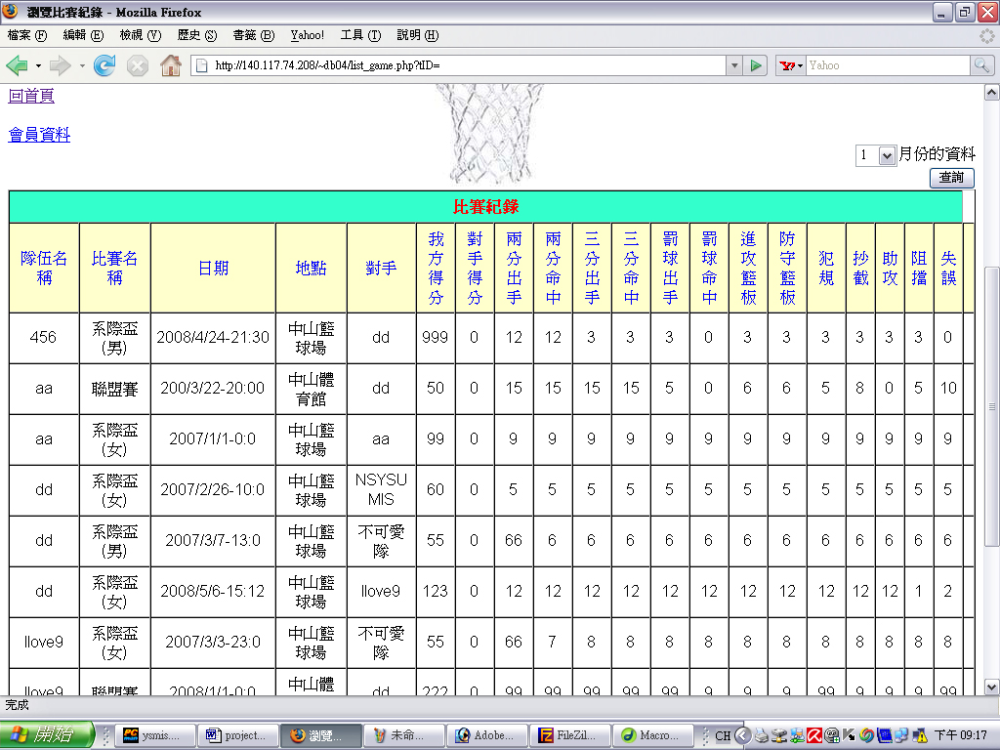 瀏覽比賽紀錄 - Mozilla Firefox
檔案 (F) 編輯 (E) 檢視 (V) 歷史 (S) 書籤 (B) Yahoo! 工具 (T) 說明 (H)
http://140.117.74.208/~db04/list_game.php?tID= Yahoo
回首頁
會員資料
1 月份的資料
查詢
比賽紀錄
隊伍名稱 比賽名稱 日期 地點 對手 我方得分 對手得分 兩分出手 兩分命中 三分出手 三分命中 罰球出手 罰球命中 進攻籃板 防守籃板 犯規 抄截 助攻 阻擋 失誤
456 系際盃(男) 2008/4/24-21:30 中山籃球場 dd 999 0 12 12 3 3 3 0 3 3 3 3 3 3 0
aa 聯盟賽 200/3/22-20:00 中山體育館 dd 50 0 15 15 15 15 5 0 6 6 5 8 0 5 10
aa 系際盃(女) 2007/1/1-0:0 中山籃球場 aa 99 0 9 9 9 9 9 9 9 9 9 9 9 9 9
dd 系際盃(女) 2007/2/26-10:0 中山籃球場 NSYSUMIS 60 0 5 5 5 5 5 5 5 5 5 5 5 5 5
dd 系際盃(男) 2007/3/7-13:0 中山籃球場 不可愛隊 55 0 66 6 6 6 6 6 6 6 6 6 6 6 6
dd 系際盃(女) 2008/5/6-15:12 中山籃球場 llove9 123 0 12 12 12 12 12 12 12 12 12 12 12 1 2
llove9 系際盃(女) 2007/3/3-23:0 中山籃球場 不可愛隊 55 0 66 7 8 8 8 8 8 8 8 8 8 8 8
llove9 聯盟賽 2008/1/1-0:0 中山體 dd 222 0 99 99 99 99 9 9 9 9 99 9 9 9 99
完成
開始 ysmis.... project... 瀏覽... 未命... Adobe... FileZil... Macro... CH 下午 09:17